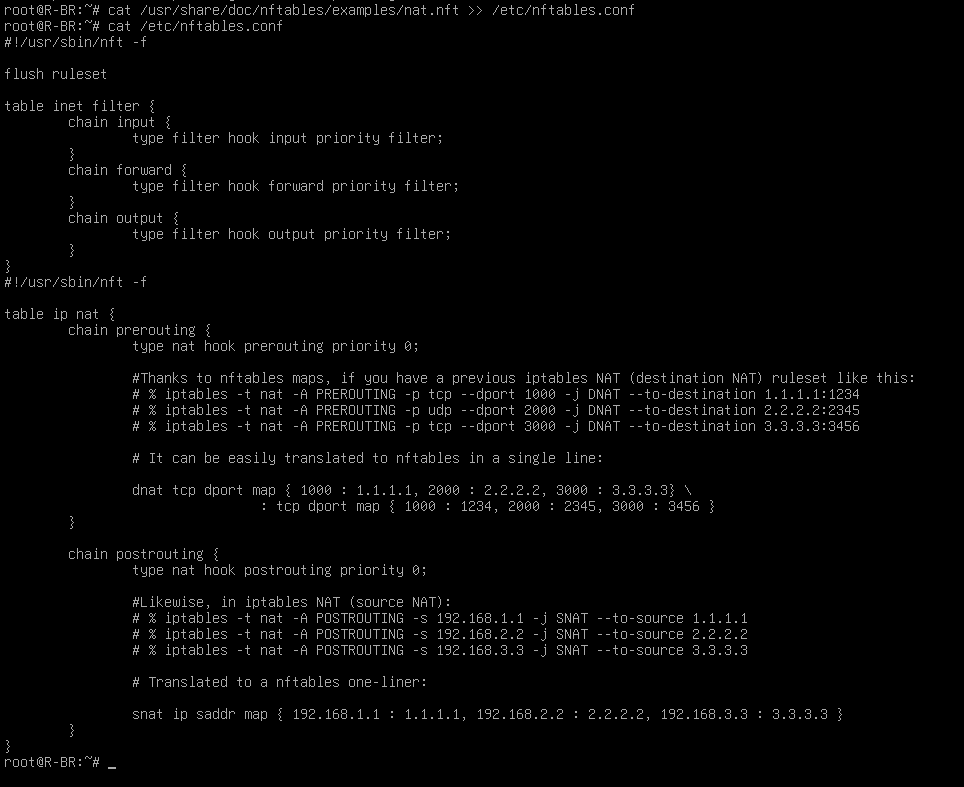 root@R-BR:~# cat /usr/share/doc/nftables/examples/nat.nft >> /etc/nftables.conf
root@R-BR:~# cat /etc/nftables.conf
#!/usr/sbin/nft -f

flush ruleset

table inet filter {
        chain input {
                type filter hook input priority filter;
        }
        chain forward {
                type filter hook forward priority filter;
        }
        chain output {
                type filter hook output priority filter;
        }
}
#!/usr/sbin/nft -f

table ip nat {
        chain prerouting {
                type nat hook prerouting priority 0;

                #Thanks to nftables maps, if you have a previous iptables NAT (destination NAT) ruleset like this:
                # % iptables -t nat -A PREROUTING -p tcp --dport 1000 -j DNAT --to-destination 1.1.1.1:1234
                # % iptables -t nat -A PREROUTING -p udp --dport 2000 -j DNAT --to-destination 2.2.2.2:2345
                # % iptables -t nat -A PREROUTING -p tcp --dport 3000 -j DNAT --to-destination 3.3.3.3:3456

                # It can be easily translated to nftables in a single line:

                dnat tcp dport map { 1000 : 1.1.1.1, 2000 : 2.2.2.2, 3000 : 3.3.3.3} \
                                : tcp dport map { 1000 : 1234, 2000 : 2345, 3000 : 3456 }
        }

        chain postrouting {
                type nat hook postrouting priority 0;

                #Likewise, in iptables NAT (source NAT):
                # % iptables -t nat -A POSTROUTING -s 192.168.1.1 -j SNAT --to-source 1.1.1.1
                # % iptables -t nat -A POSTROUTING -s 192.168.2.2 -j SNAT --to-source 2.2.2.2
                # % iptables -t nat -A POSTROUTING -s 192.168.3.3 -j SNAT --to-source 3.3.3.3

                # Translated to a nftables one-liner:

                snat ip saddr map { 192.168.1.1 : 1.1.1.1, 192.168.2.2 : 2.2.2.2, 192.168.3.3 : 3.3.3.3 }
        }
}
root@R-BR:~# _